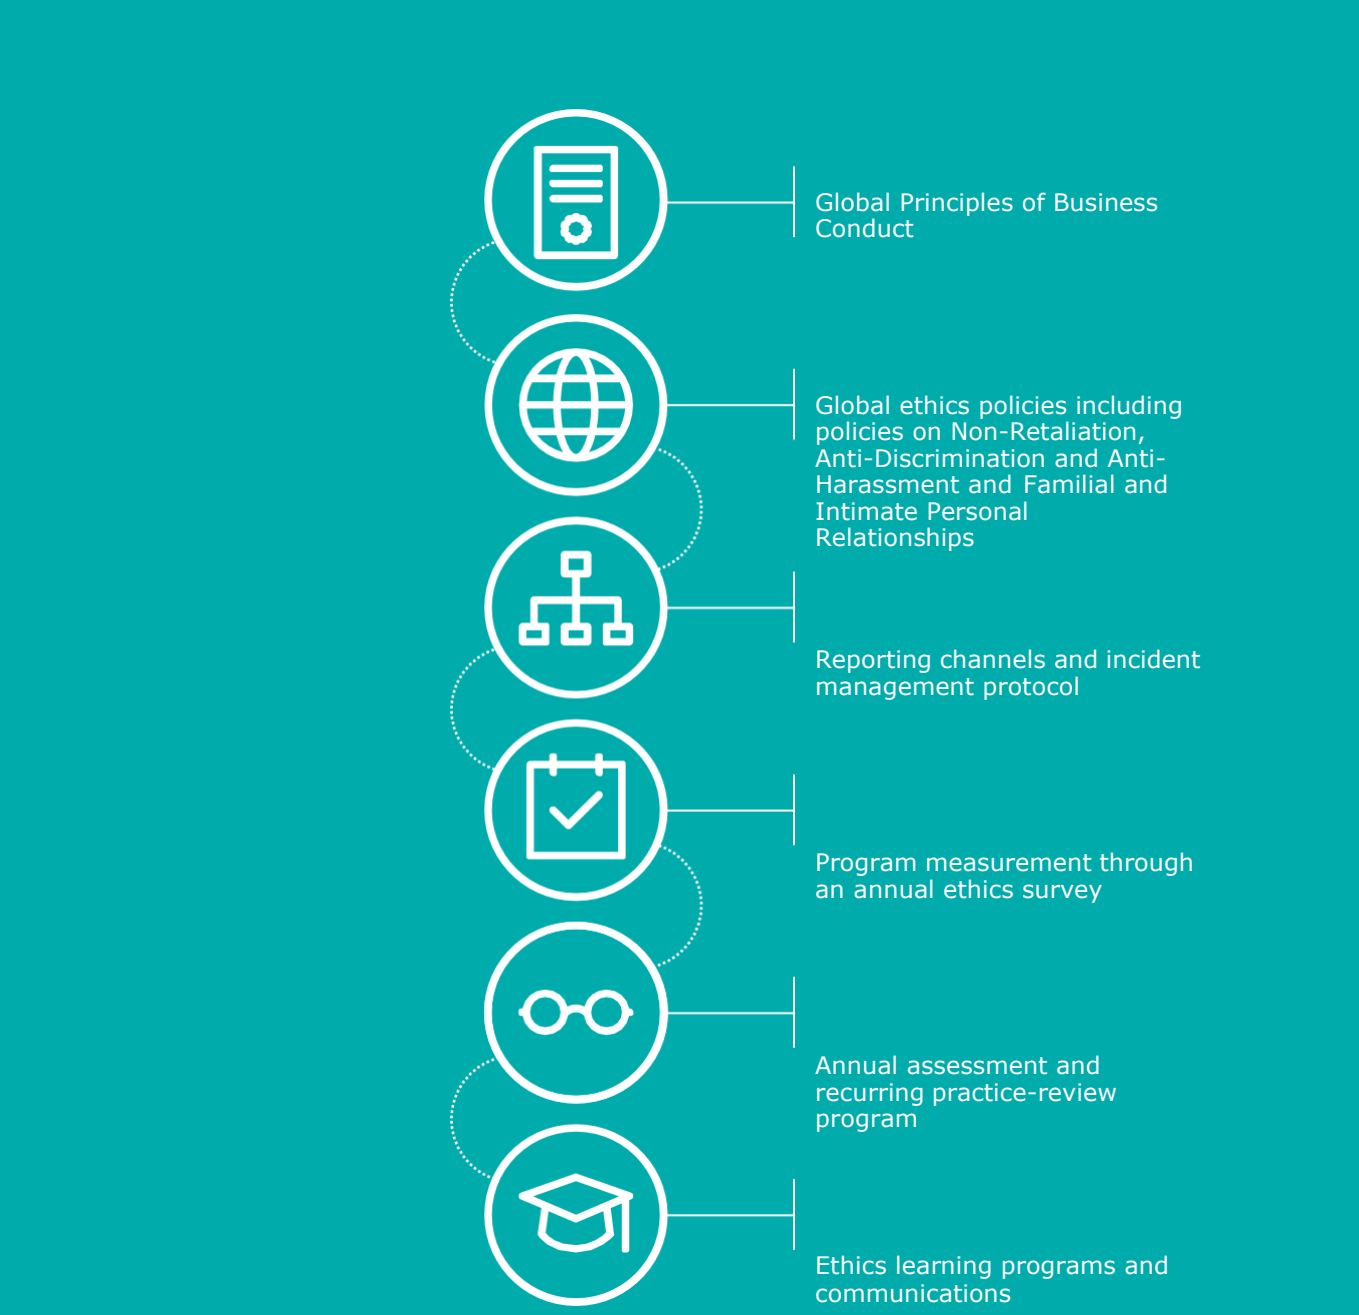 Global Principles of Business
Conduct
Global ethics policies including
policies on Non-Retaliation,
Anti-Discrimination and Anti-
Harassment and Familial and
Intimate Personal
Relationships
Reporting channels and incident
management protocol
Program measurement through
an annual ethics survey
Annual assessment and
recurring practice-review
program
Ethics learning programs and
communications